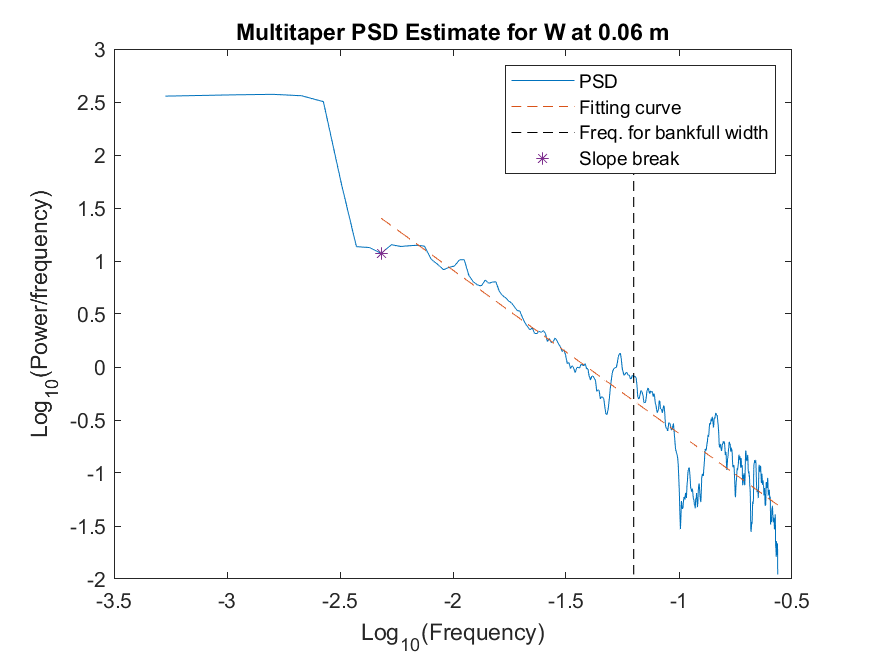 Multitaper PSD Estimate for W at 0.06 m
3
2.5
2
1.5
1
0.5
0
-0.5
-1
-1.5
-2
Log10(Power/frequency)
PSD
Fitting curve
Freq. for bankfull width
Slope break
-3.5 -3 -2.5 -2 -1.5 -1 -0.5
Log10(Frequency)